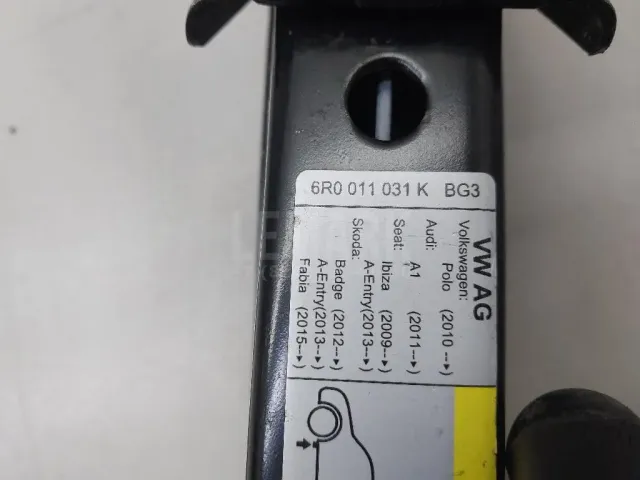 6R0 011 031 K BG3
VW AG
Volkswagen: Polo (2010-->)
Audi: A1 (2011-->)
Seat: Ibiza (2009-->)
A-Entry(2013-->)
Skoda: Badge (2012-->)
A-Entry(2013-->)
Fabia (2015-->)